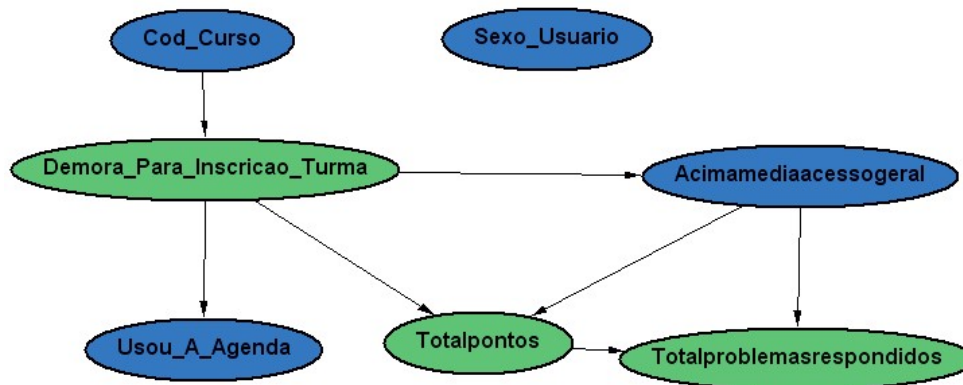 Cod_Curso
Sexo_Usuario
Demora_Para_Inscricao_Turma
Acimamediaacessogeral
Usou_A_Agenda
Totalpontos
Totalproblemasrespondidos